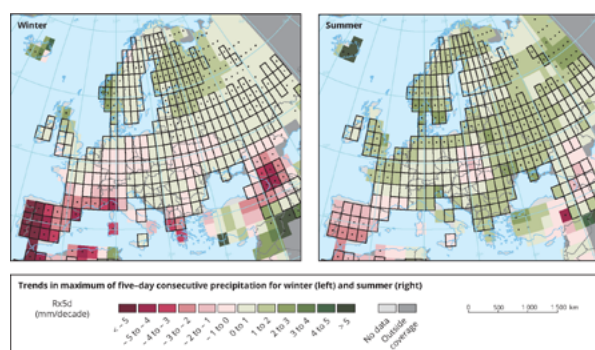 Winter
Summer
Trends in maximum of five–day consecutive precipitation for winter (left) and summer (right)
Rx5d
(mm/decade)
< – 5
– 5 to – 4
– 4 to – 3
– 3 to – 2
– 2 to – 1
– 1 to 0
0 to 1
1 to 2
2 to 3
3 to 4
4 to 5
> 5
No data
Outside
coverage
0 500 1 000 1 500 km